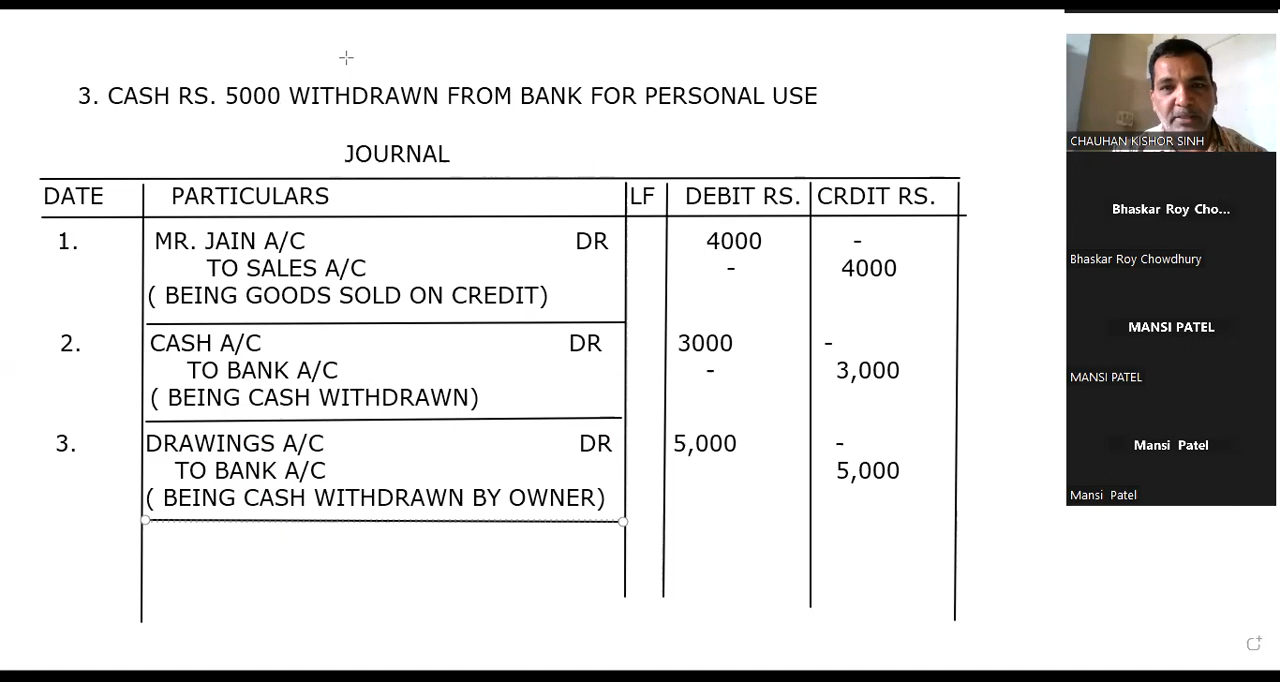 3. CASH RS. 5000 WITHDRAWN FROM BANK FOR PERSONAL USE
JOURNAL
DATE PARTICULARS LF DEBIT RS. CRDIT RS.
1. MR. JAIN A/C DR 4000 -
TO SALES A/C - 4000
( BEING GOODS SOLD ON CREDIT)
2. CASH A/C DR 3000 -
TO BANK A/C - 3,000
( BEING CASH WITHDRAWN)
3. DRAWINGS A/C DR 5,000 -
TO BANK A/C 5,000
( BEING CASH WITHDRAWN BY OWNER)
CHAUHAN KISHOR SINH
Bhaskar Roy Cho...
Bhaskar Roy Chowdhury
MANSI PATEL
MANSI PATEL
Mansi Patel
Mansi Patel